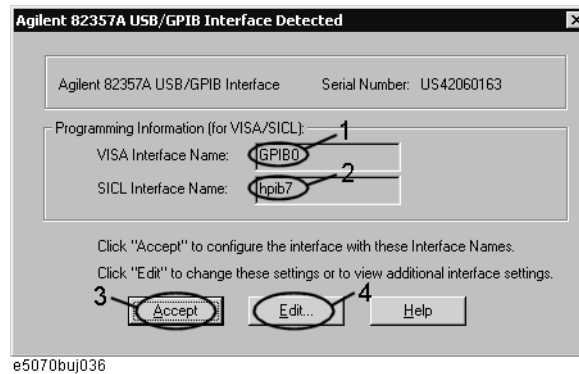 Agilent 82357A USB/GPIB Interface Detected
Agilent 82357A USB/GPIB Interface Serial Number: US42060163
Programming Information (for VISA/SICL):
1
VISA Interface Name: GPIB0
2
SICL Interface Name: hpib7
Click "Accept" to configure the interface with these Interface Names.
Click "Edit" to change these settings or to view additional interface settings.
3 Accept Edit... 4 Help
e5070buj036